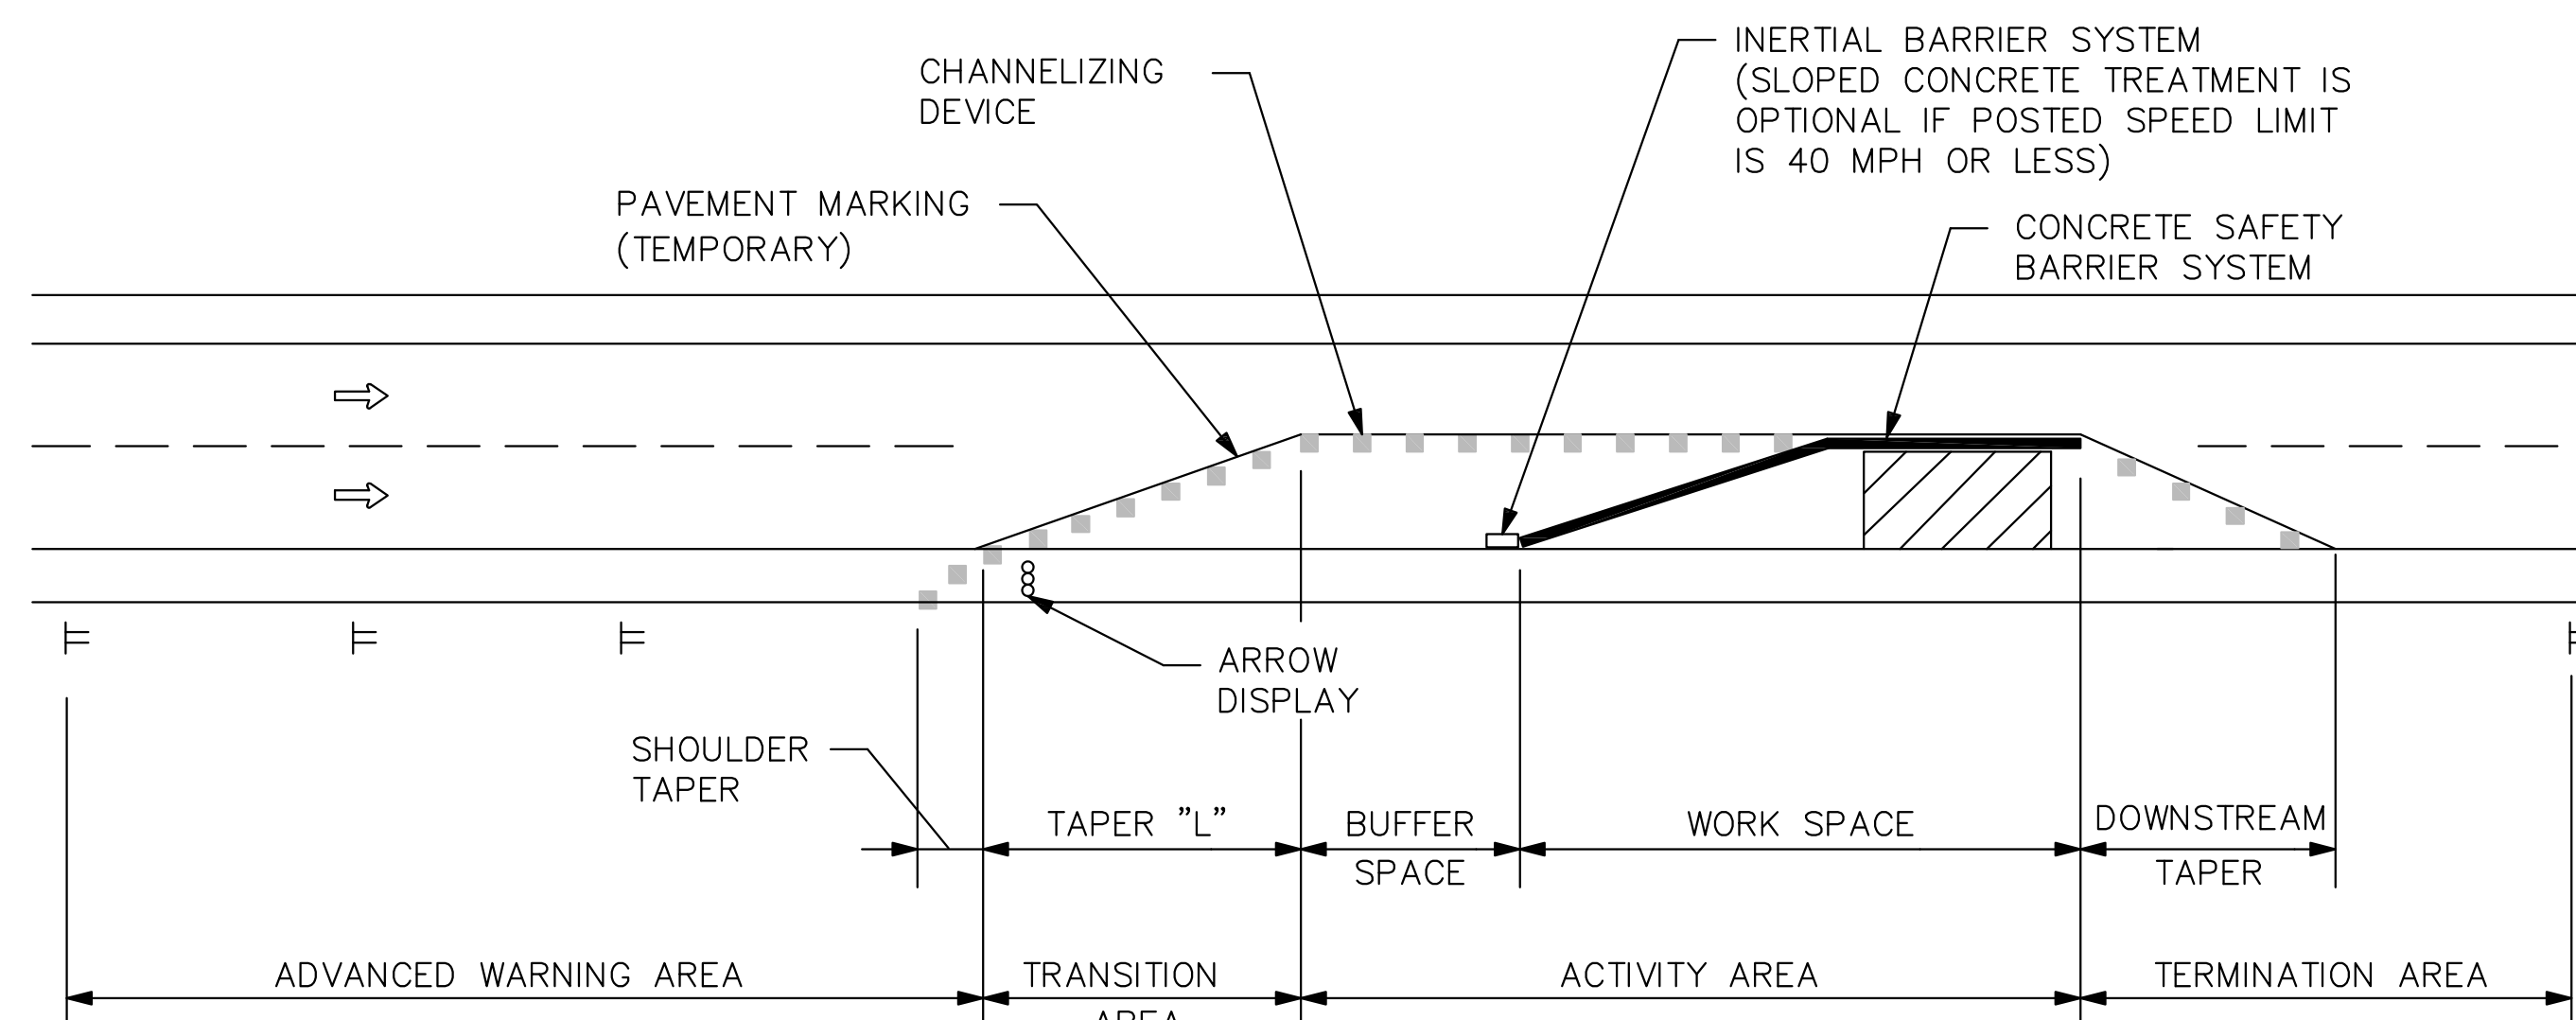 INERTIAL BARRIER SYSTEM
(SLOPED CONCRETE TREATMENT IS
OPTIONAL IF POSTED SPEED LIMIT
IS 40 MPH OR LESS)
CHANNELIZING
DEVICE
PAVEMENT MARKING
(TEMPORARY)
CONCRETE SAFETY
BARRIER SYSTEM
ARROW
DISPLAY
SHOULDER
TAPER
TAPER "L"
BUFFER
SPACE
WORK SPACE
DOWNSTREAM
TAPER
ADVANCED WARNING AREA
TRANSITION
AREA
ACTIVITY AREA
TERMINATION AREA